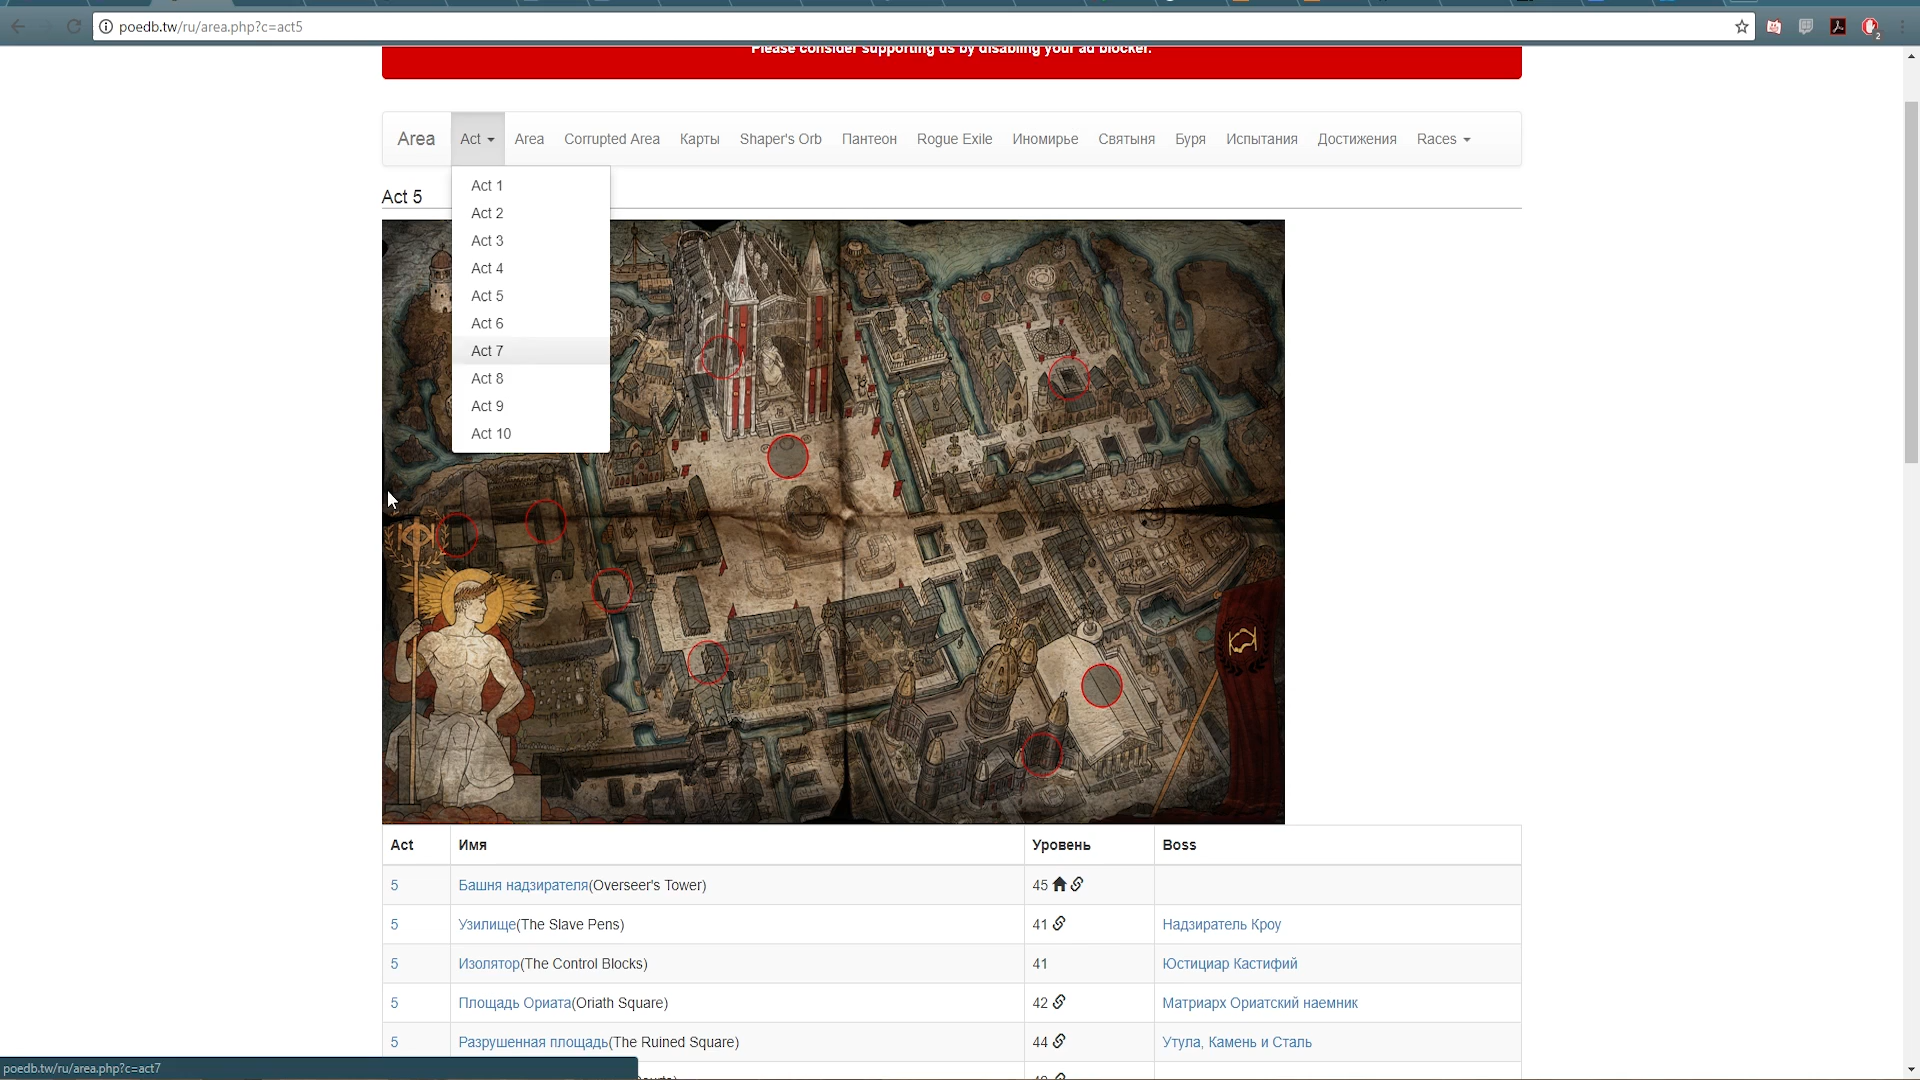 poedb.tw/ru/area.php?c=act5
2
Please consider supporting us by disabling your ad blocker.
Area Act Area Corrupted Area Карты Shaper's Orb Пантеон Rogue Exile Иномирье Святыня Буря Испытания Достижения Races
Act 1
Act 2
Act 3
Act 4
Act 5
Act 6
Act 7
Act 8
Act 9
Act 10
Act 5
Act Имя Уровень Boss
5 Башня надзирателя(Overseer's Tower) 45
5 Узилище(The Slave Pens) 41 Надзиратель Кроу
5 Изолятор(The Control Blocks) 41 Юстициар Кастифий
5 Площадь Ориата(Oriath Square) 42 Матриарх Ориатский наемник
5 Разрушенная площадь(The Ruined Square) 44 Утула, Камень и Сталь
poedb.tw/ru/area.php?c=act7